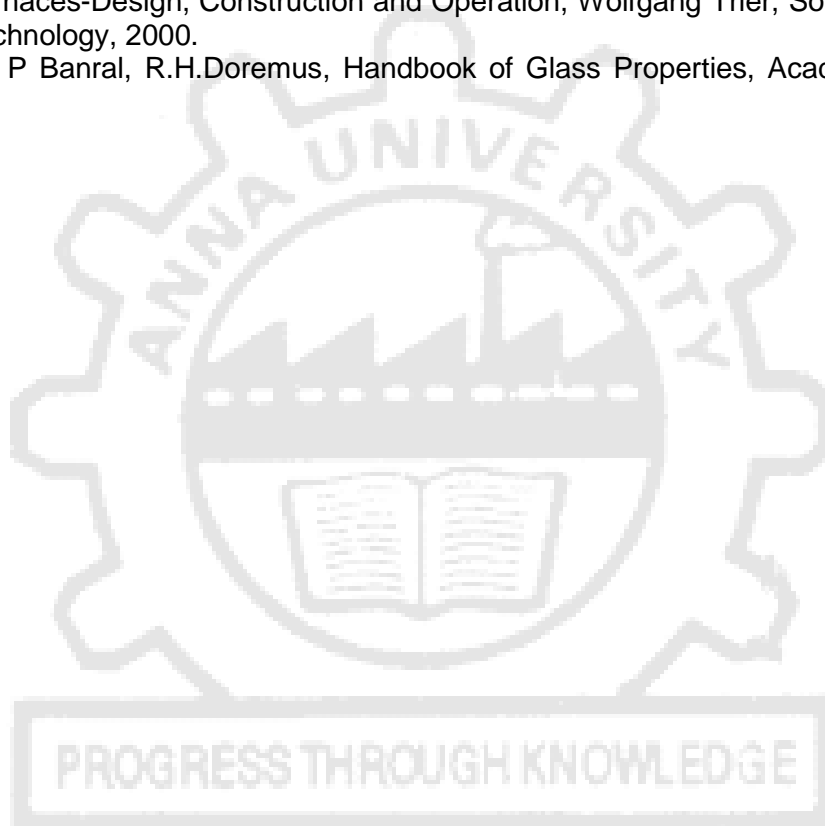 rnaces-Design, Construction and Operation, Wolfgang Trier, So
chnology, 2000.
P Banral, R.H.Doremus, Handbook of Glass Properties, Acad
ANNA UNIVERSITY
PROGRESS THROUGH KNOWLEDGE